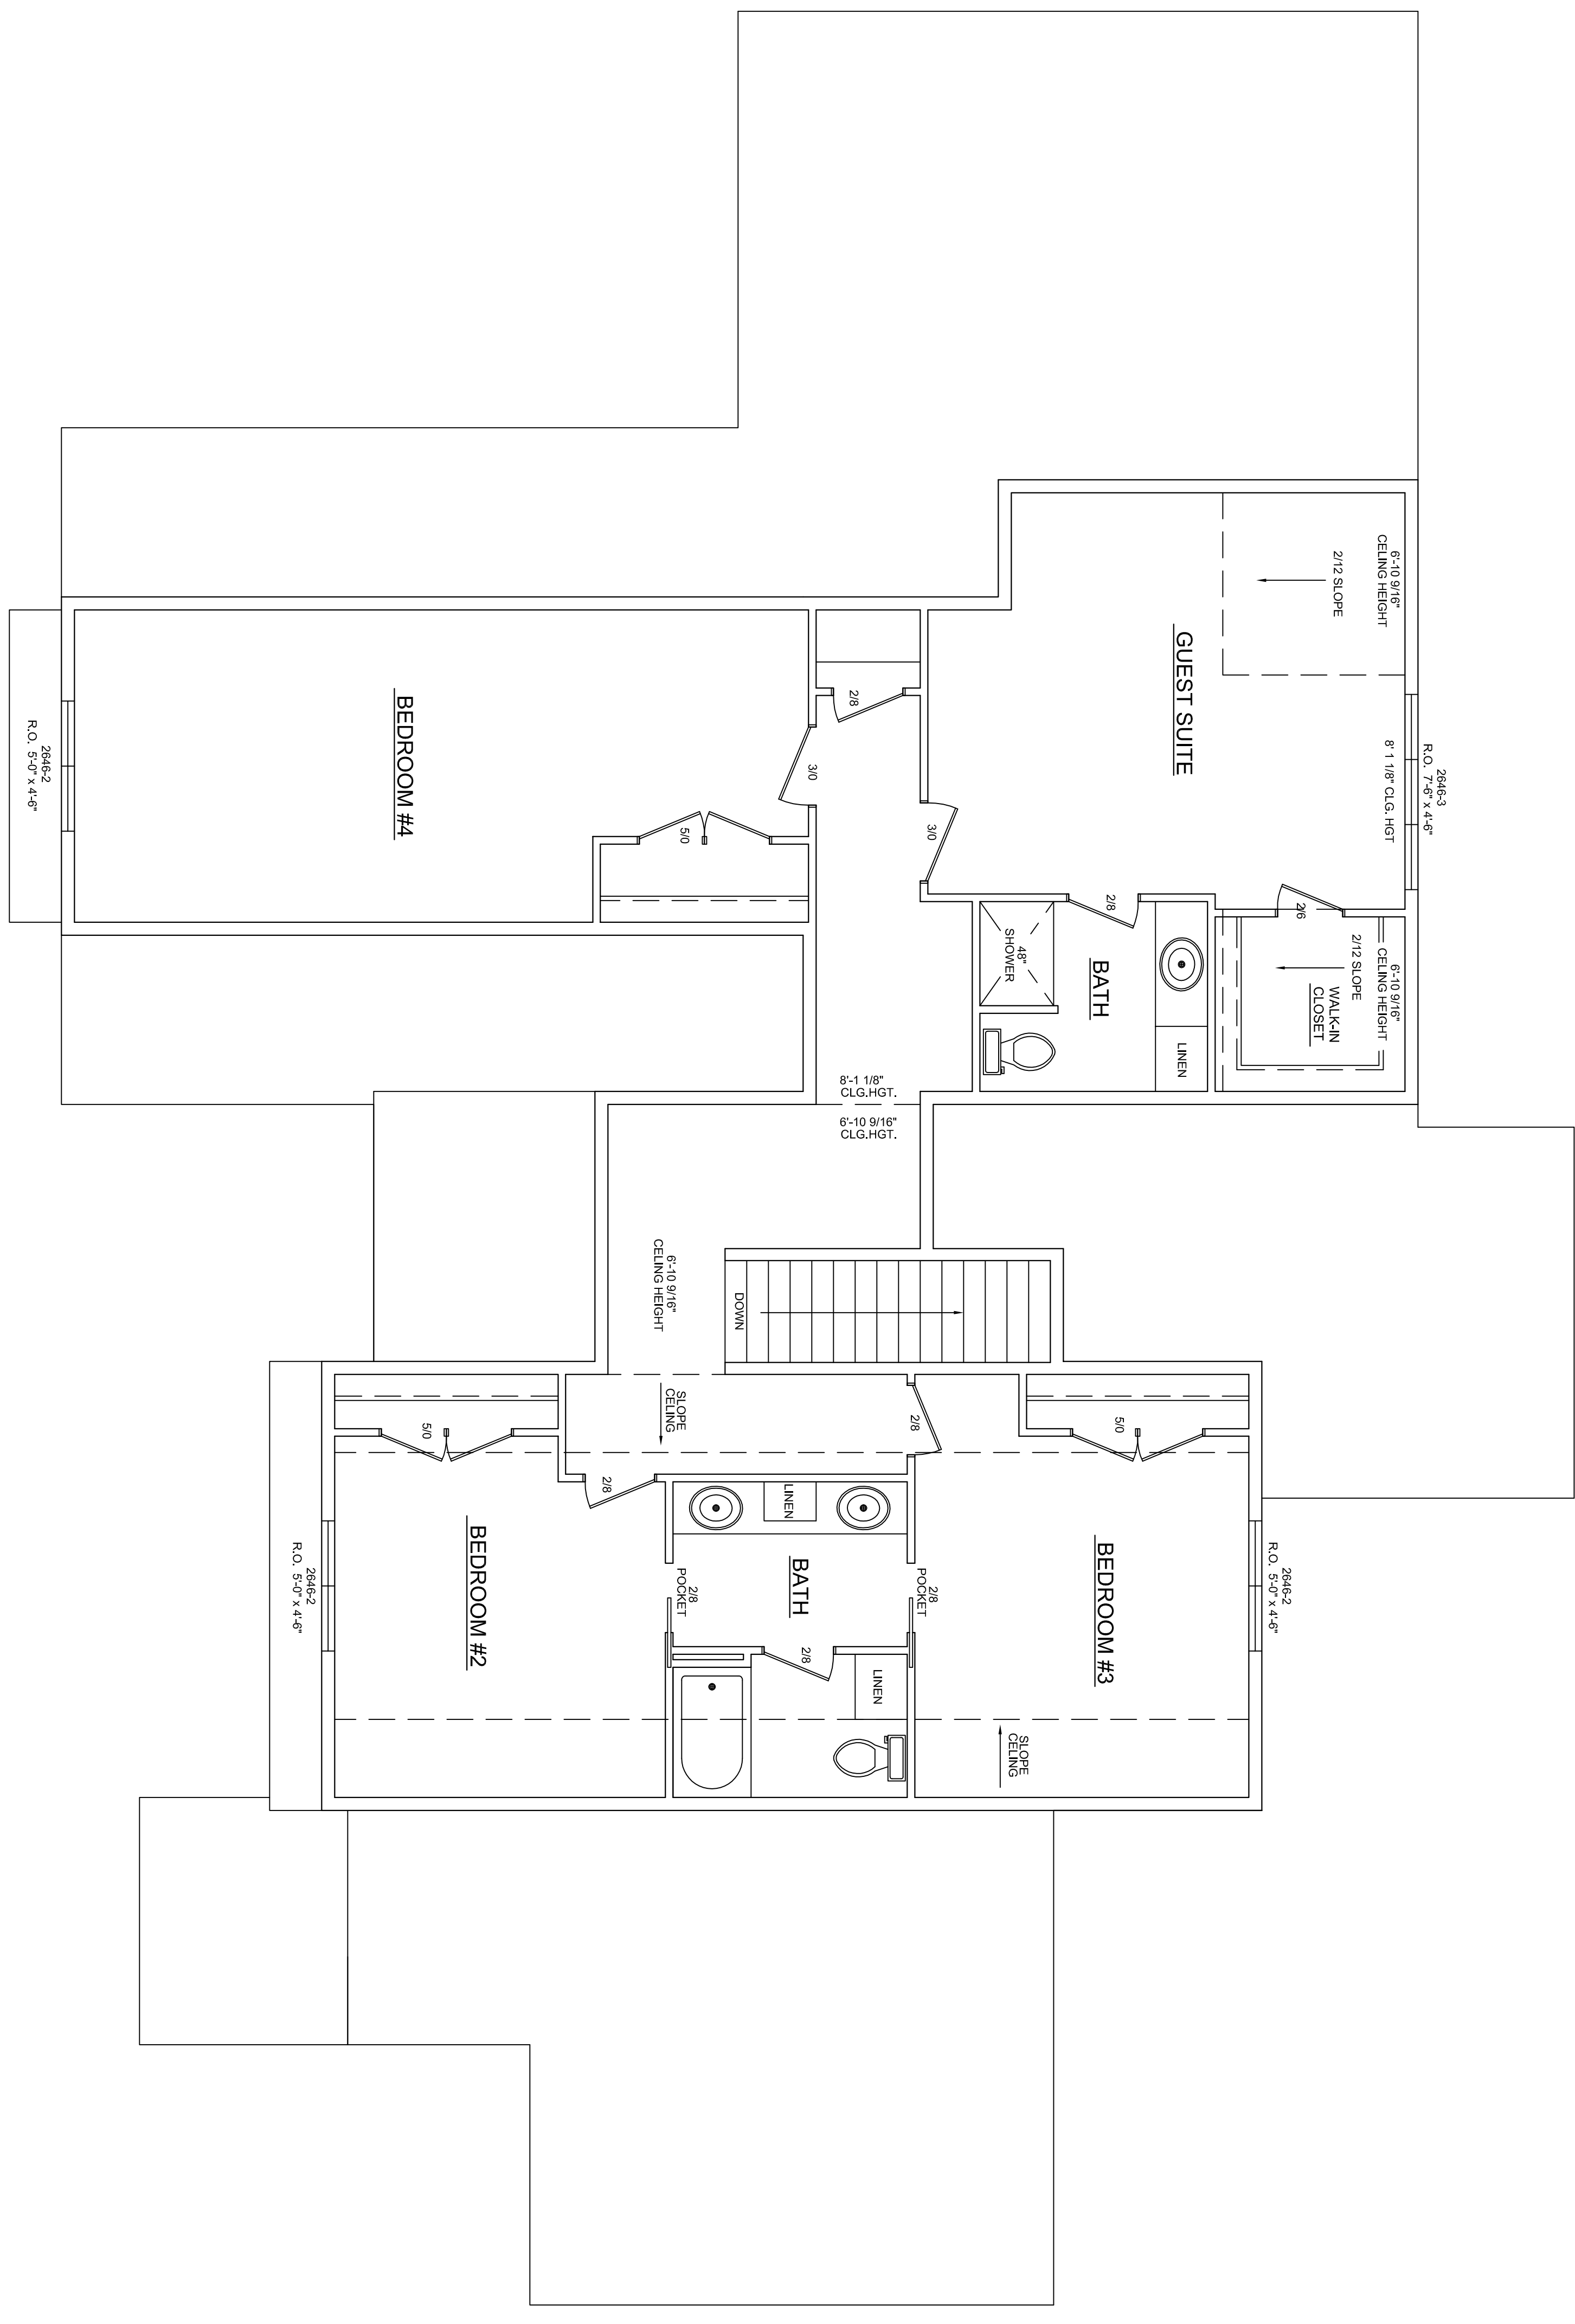 6'-10 9/16"
CELING HEIGHT
2/12 SLOPE
GUEST SUITE
2646-3
R.O. 7'-6" x 4'-6"
8' 1 1/8" CLG. HGT
2/8
3/0
3/0
BEDROOM #4
2646-2
R.O. 5'-0" x 4'-6"
5/0
2/8
2/6
48"
SHOWER
BATH
LINEN
2/12 SLOPE
6'-10 9/16"
CELING HEIGHT
WALK-IN
CLOSET
8'-1 1/8"
CLG.HGT.
6'-10 9/16"
CLG.HGT.
6'-10 9/16"
CELING HEIGHT
DOWN
SLOPE
CELING
2/8
5/0
5/0
2/8
LINEN
BEDROOM #2
2646-2
R.O. 5'-0" x 4'-6"
2/8
POCKET
BATH
2/8
POCKET
BEDROOM #3
2646-2
R.O. 5'-0" x 4'-6"
2/8
LINEN
SLOPE
CELING